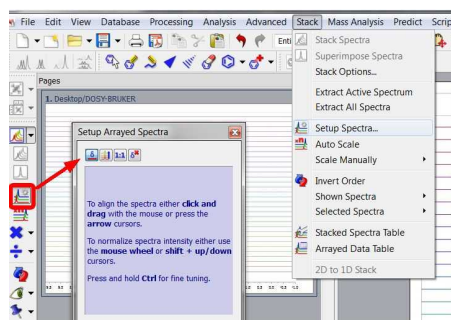 File Edit View Database Processing Analysis Advanced Stack Mass Analysis Predict Scrip
Enti
Pages
1. Desktop/DOSY-BRUKER
Setup Arrayed Spectra
1:1
To align the spectra either click and
drag with the mouse or press the
arrow cursors.
To normalize spectra intensity either use
the mouse wheel or shift + up/down
cursors.
Press and hold Ctrl for fine tuning.
Stack Spectra
Superimpose Spectra
Stack Options...
Extract Active Spectrum
Extract All Spectra
Setup Spectra...
Auto Scale
Scale Manually
Invert Order
Shown Spectra
Selected Spectra
Stacked Spectra Table
Arrayed Data Table
2D to 1D Stack